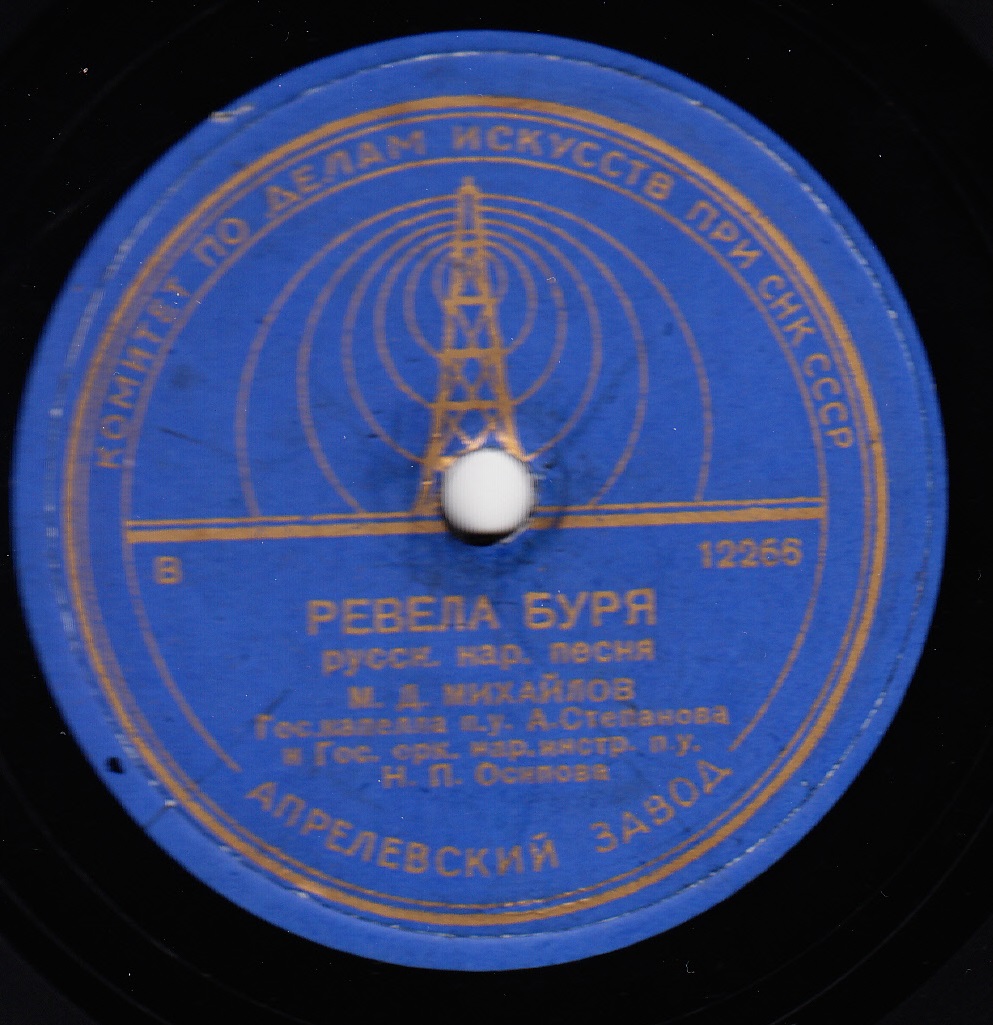 КОМИТЕТ ПО ДЕЛАМ ИСКУССТВ ПРИ СНК СССР
В 12266
РЕВЕЛА БУРЯ
русск. нар. песня
М. Д. МИХАЙЛОВ
Гос.капелла п.у. А.Степанова
и Гос. орк. нар.инстр. п.у.
Н. П. Осипова
АПРЕЛЕВСКИЙ ЗАВОД